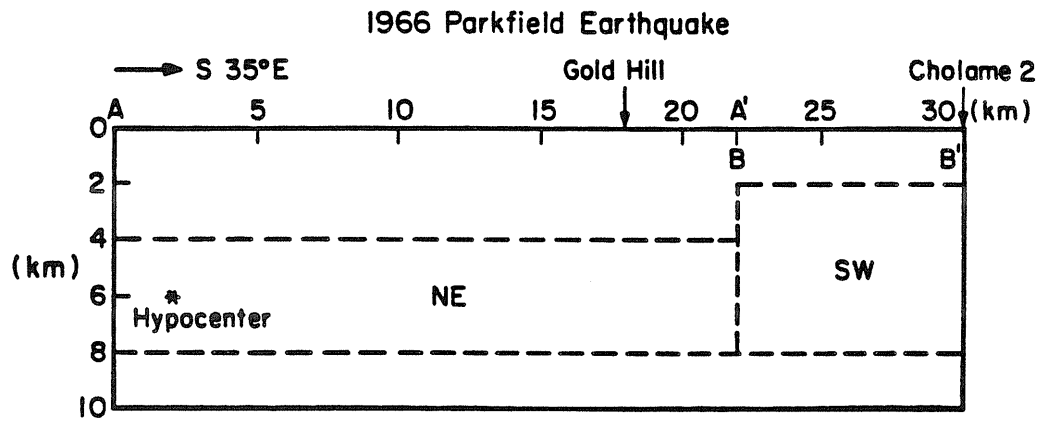 1966 Parkfield Earthquake
S 35°E Gold Hill Cholame 2
A 5 10 15 20 A' 25 30 (km)
0
B B'
2
4
(km) SW
6 NE
Hypocenter
8
10